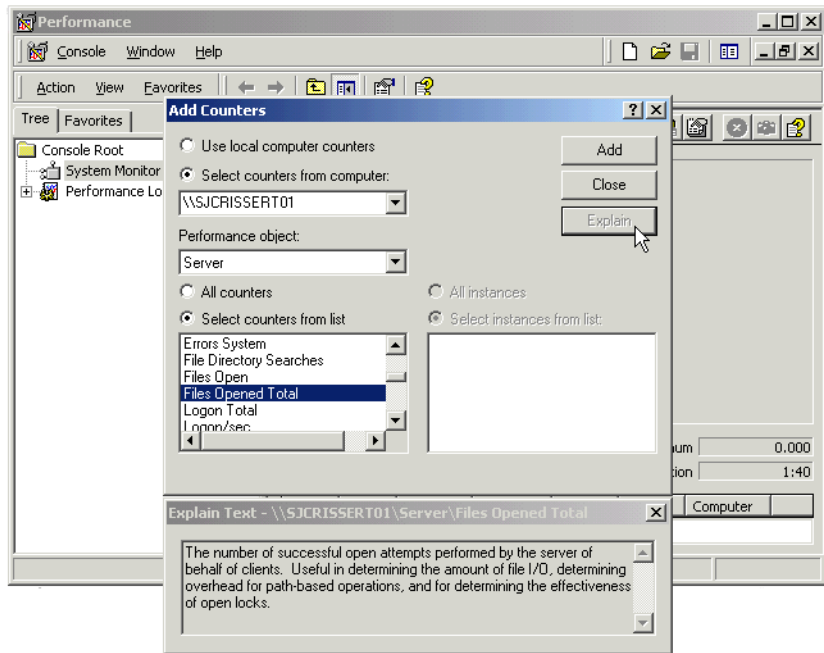 Performance
Console Window Help
Action View Favorites
Tree Favorites
Console Root
System Monitor
Performance Lo
Add Counters
Use local computer counters
Select counters from computer:
\\SJCRISSERT01
Performance object:
Server
All counters
Select counters from list
Errors System
File Directory Searches
Files Open
Files Opened Total
Logon Total
Logon/sec
All instances
Select instances from list:
Add
Close
Explain
um 0.000
tion 1:40
Computer
Explain Text - \\SJCRISSERT01\Server\Files Opened Total
The number of successful open attempts performed by the server of
behalf of clients. Useful in determining the amount of file I/O, determining
overhead for path-based operations, and for determining the effectiveness
of open locks.